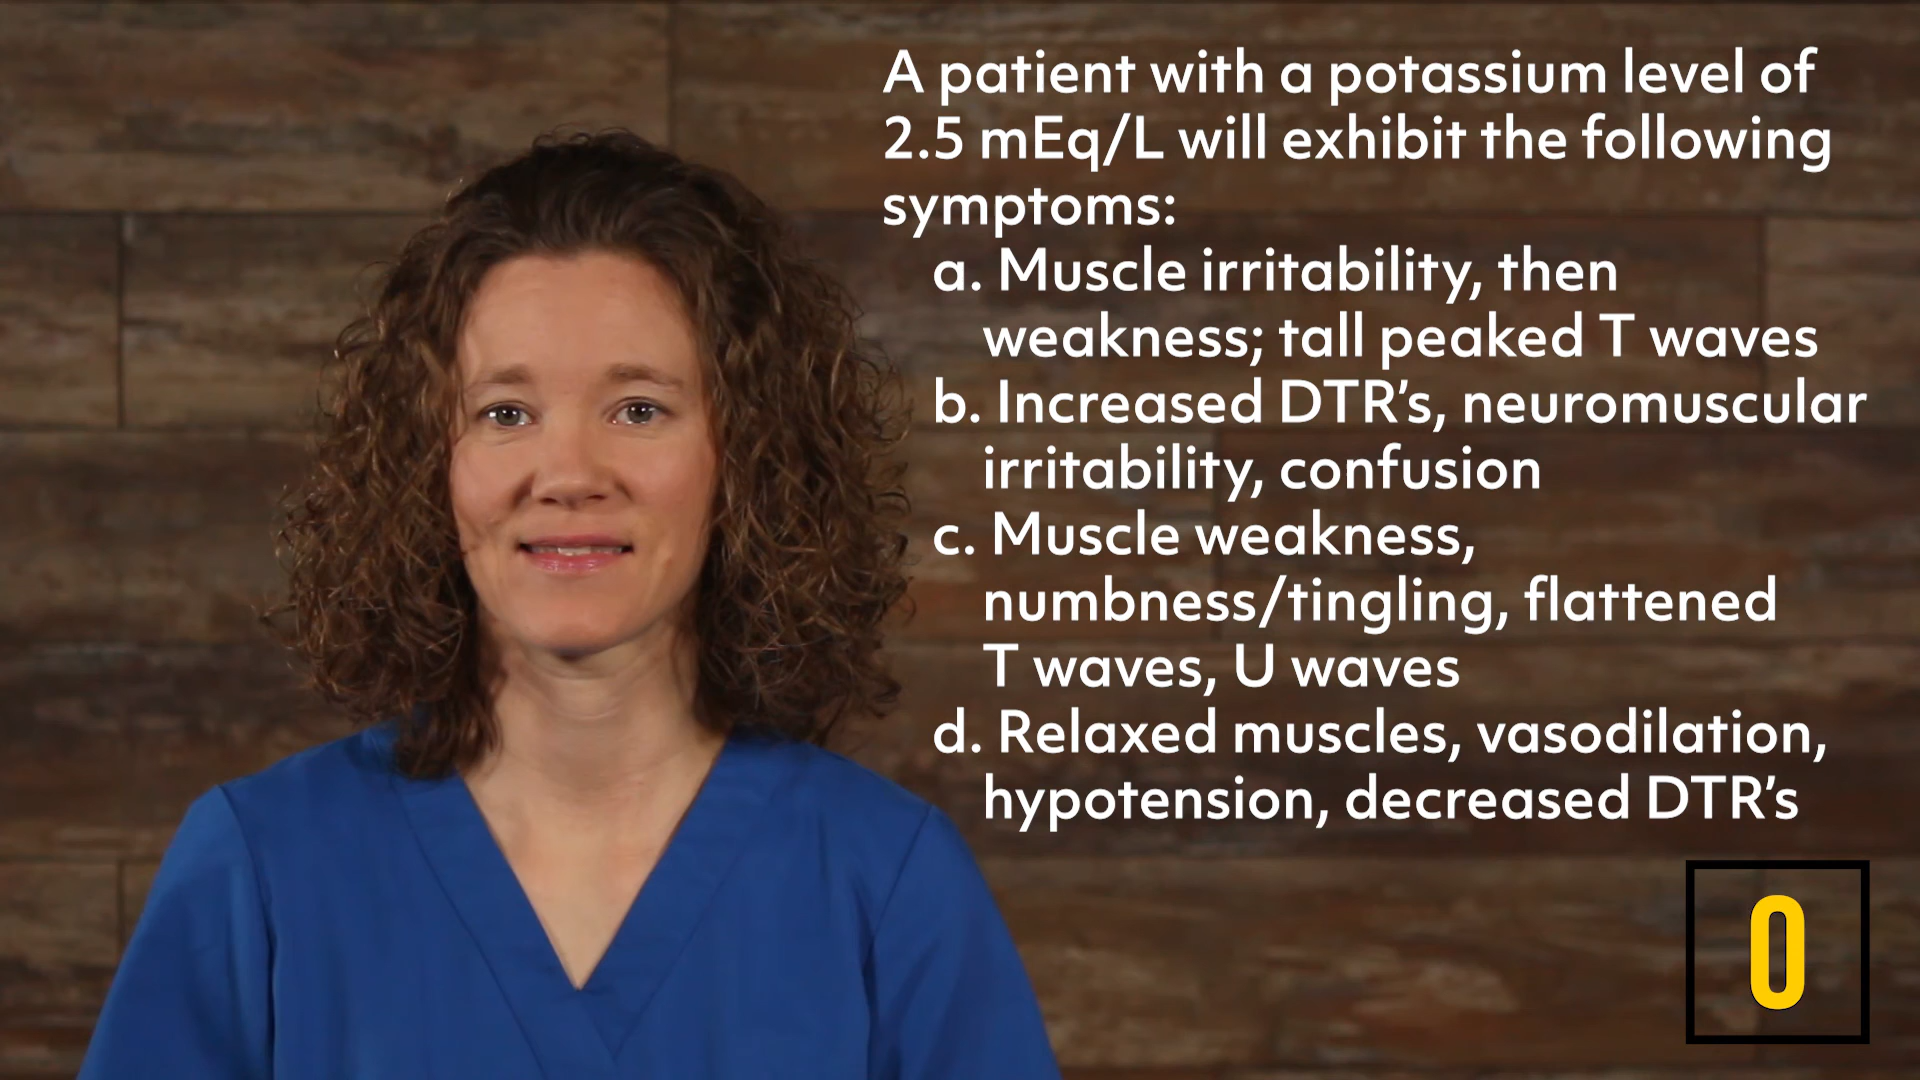 A patient with a potassium level of
2.5 mEq/L will exhibit the following
symptoms:
a. Muscle irritability, then
weakness; tall peaked T waves
b. Increased DTR’s, neuromuscular
irritability, confusion
c. Muscle weakness,
numbness/tingling, flattened
T waves, U waves
d. Relaxed muscles, vasodilation,
hypotension, decreased DTR’s
0